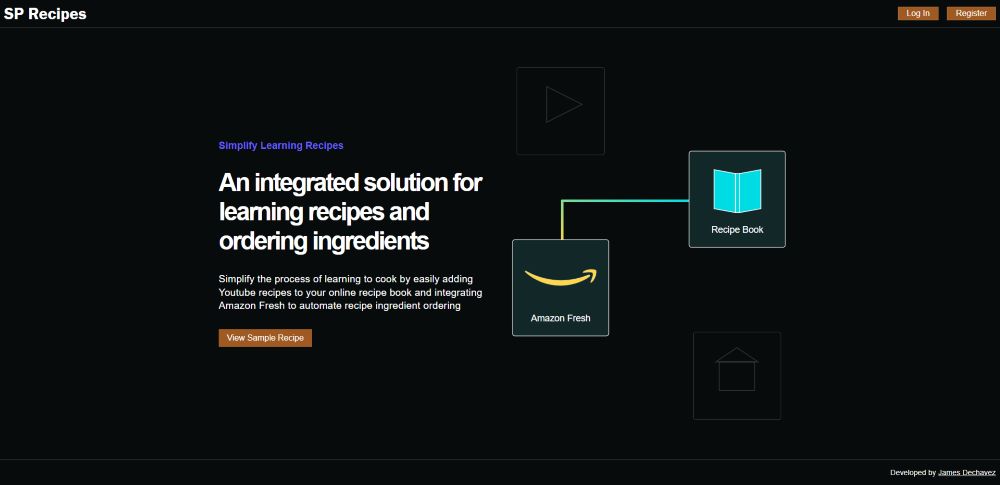 SP Recipes
Log In
Register
Simplify Learning Recipes
An integrated solution for
learning recipes and
ordering ingredients
Simplify the process of learning to cook by easily adding
Youtube recipes to your online recipe book and integrating
Amazon Fresh to automate recipe ingredient ordering
View Sample Recipe
Recipe Book
Amazon Fresh
Developed by James Dechavez